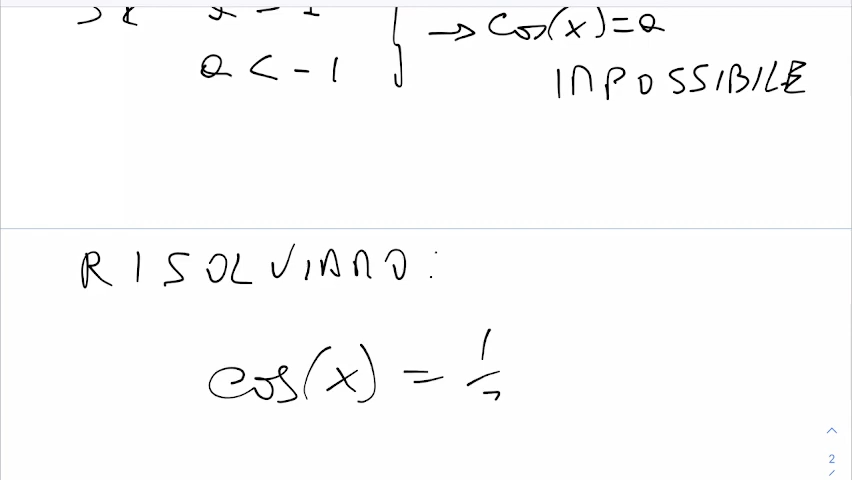 → cos(x)=a
a < -1
IMPOSSIBILE
RISOLVIAMO:
cos(x) = 1/
2